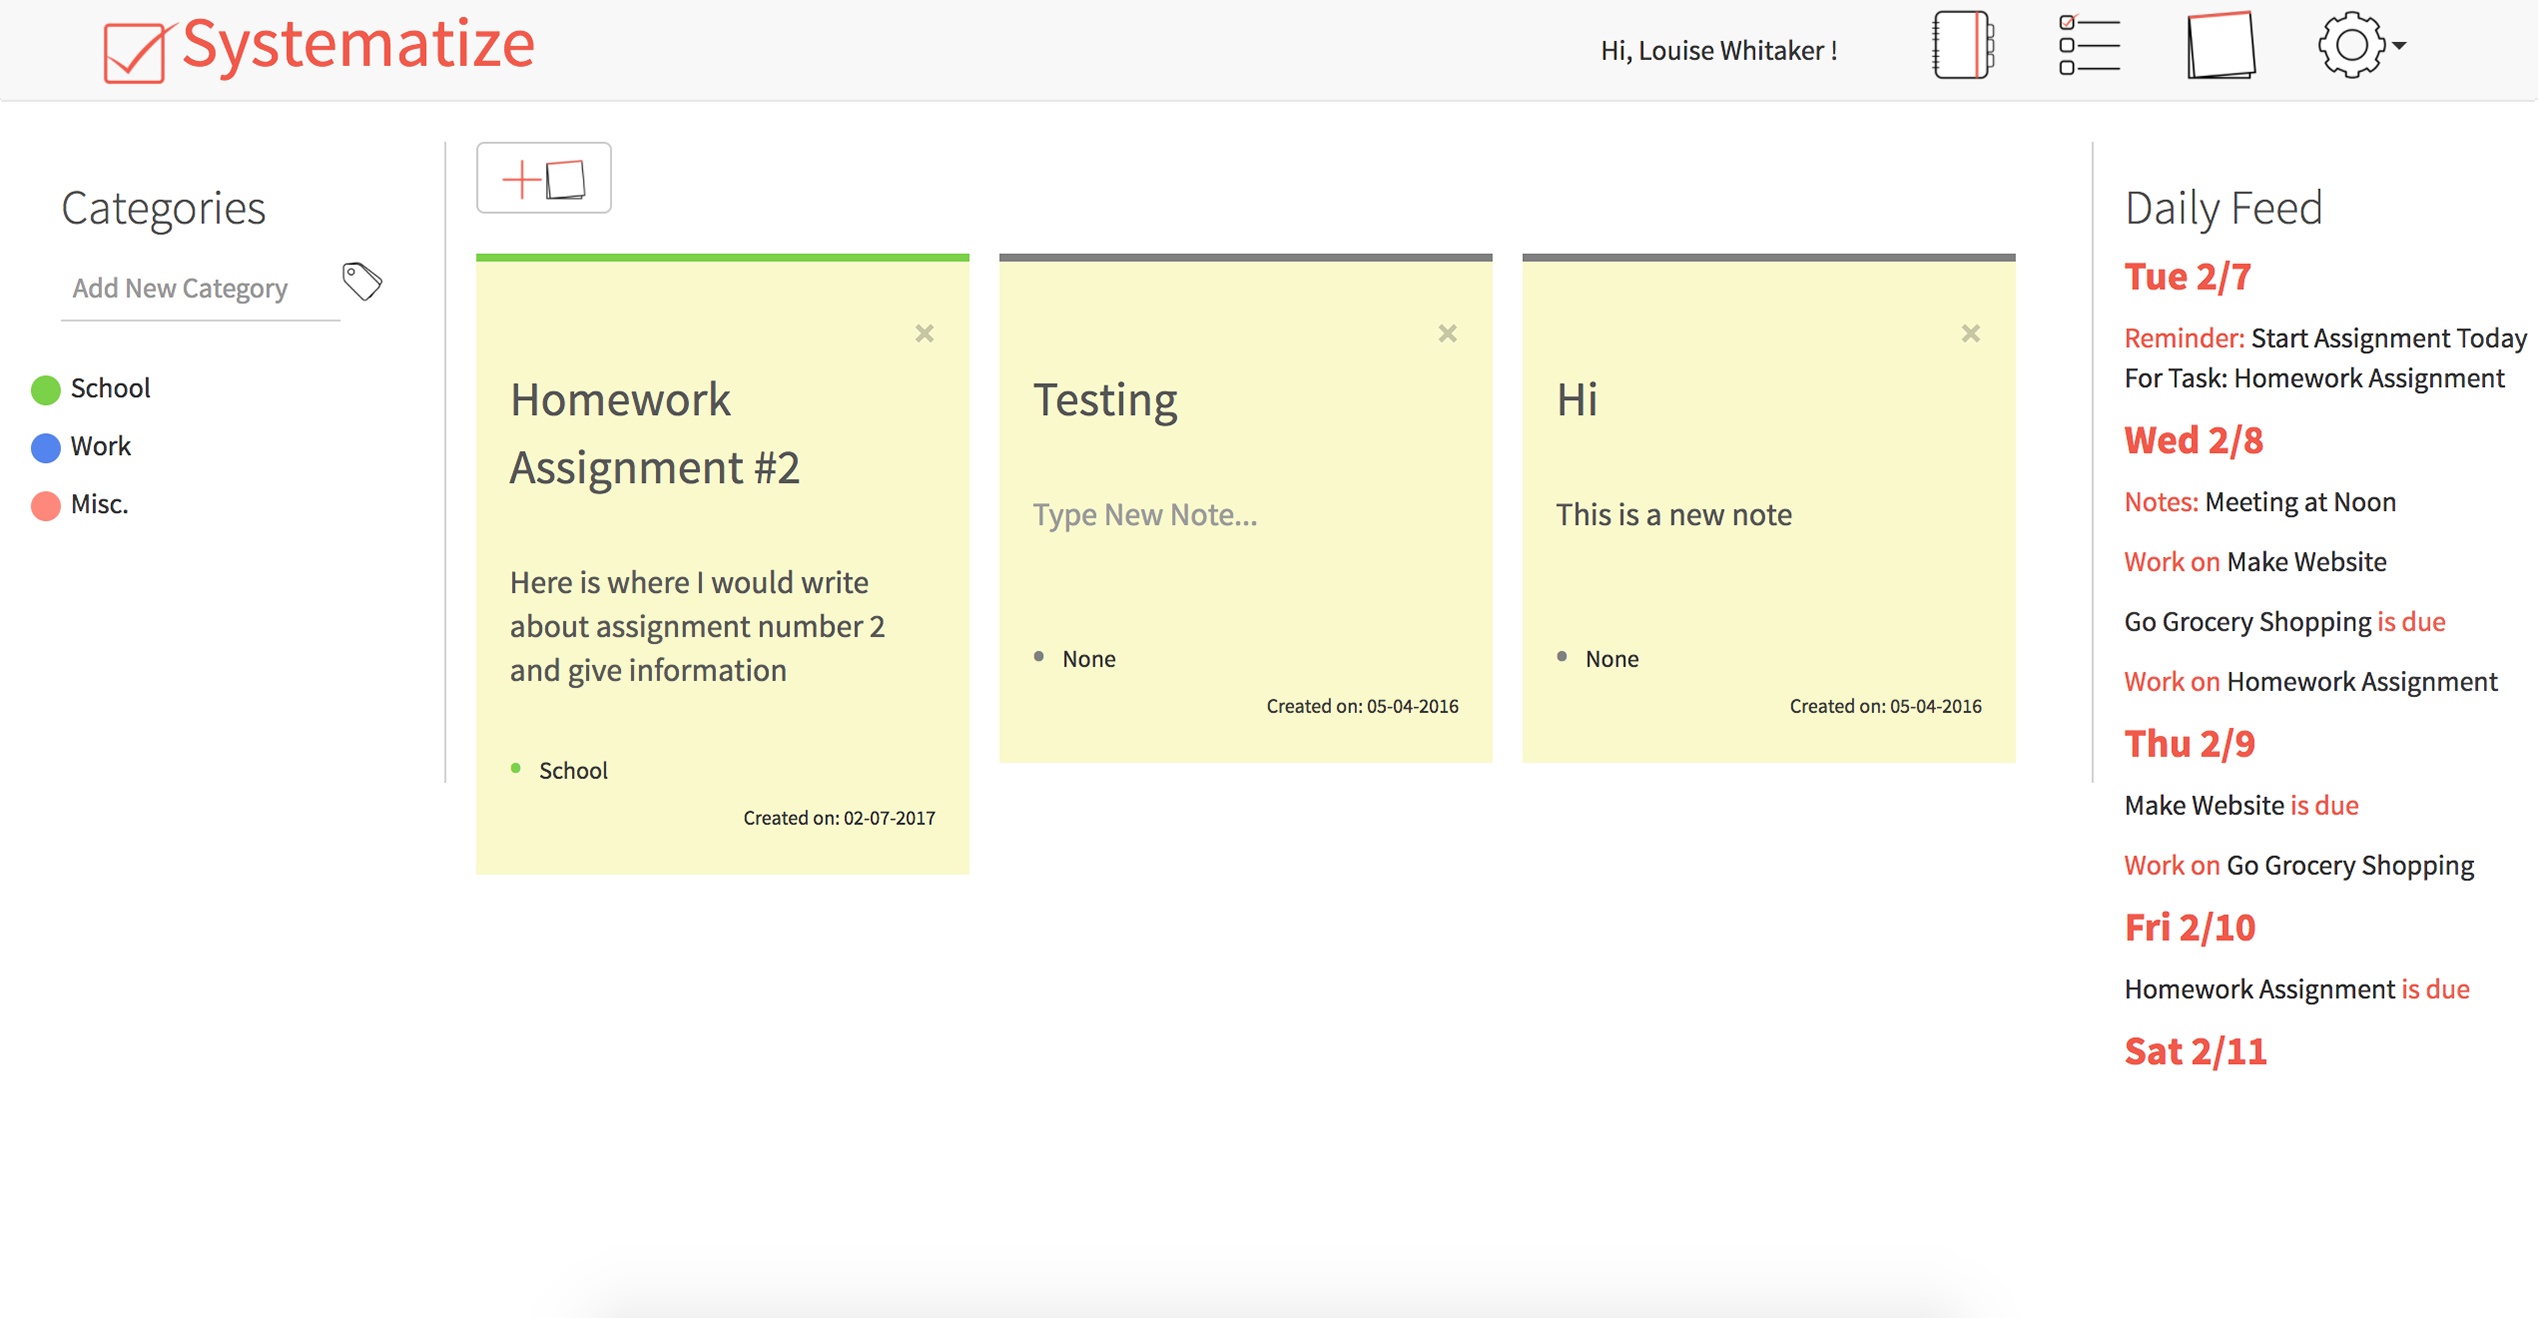 Systematize
Hi, Louise Whitaker !
Categories
Add New Category
School
Work
Misc.
Homework
Assignment #2
Here is where I would write
about assignment number 2
and give information
School
Created on: 02-07-2017
Testing
Type New Note...
None
Created on: 05-04-2016
Hi
This is a new note
None
Created on: 05-04-2016
Daily Feed
Tue 2/7
Reminder: Start Assignment Today
For Task: Homework Assignment
Wed 2/8
Notes: Meeting at Noon
Work on Make Website
Go Grocery Shopping is due
Work on Homework Assignment
Thu 2/9
Make Website is due
Work on Go Grocery Shopping
Fri 2/10
Homework Assignment is due
Sat 2/11